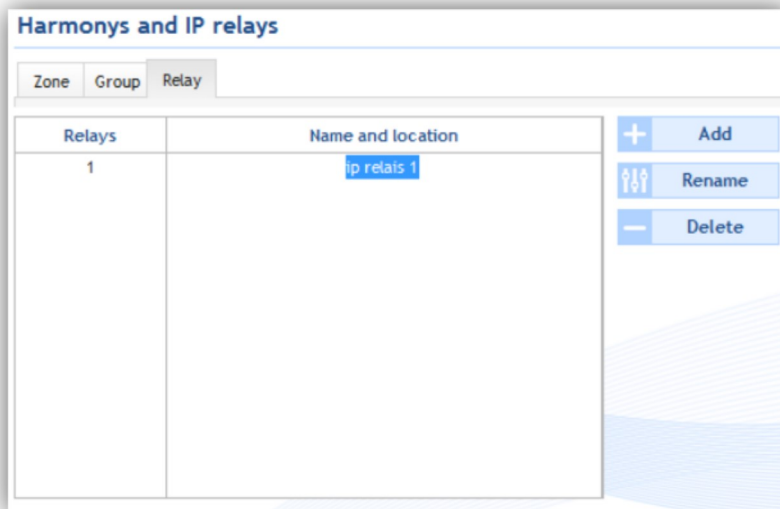 Harmonys and IP relays
Zone Group Relay
Relays Name and location
1 ip relais 1
Add
Rename
Delete